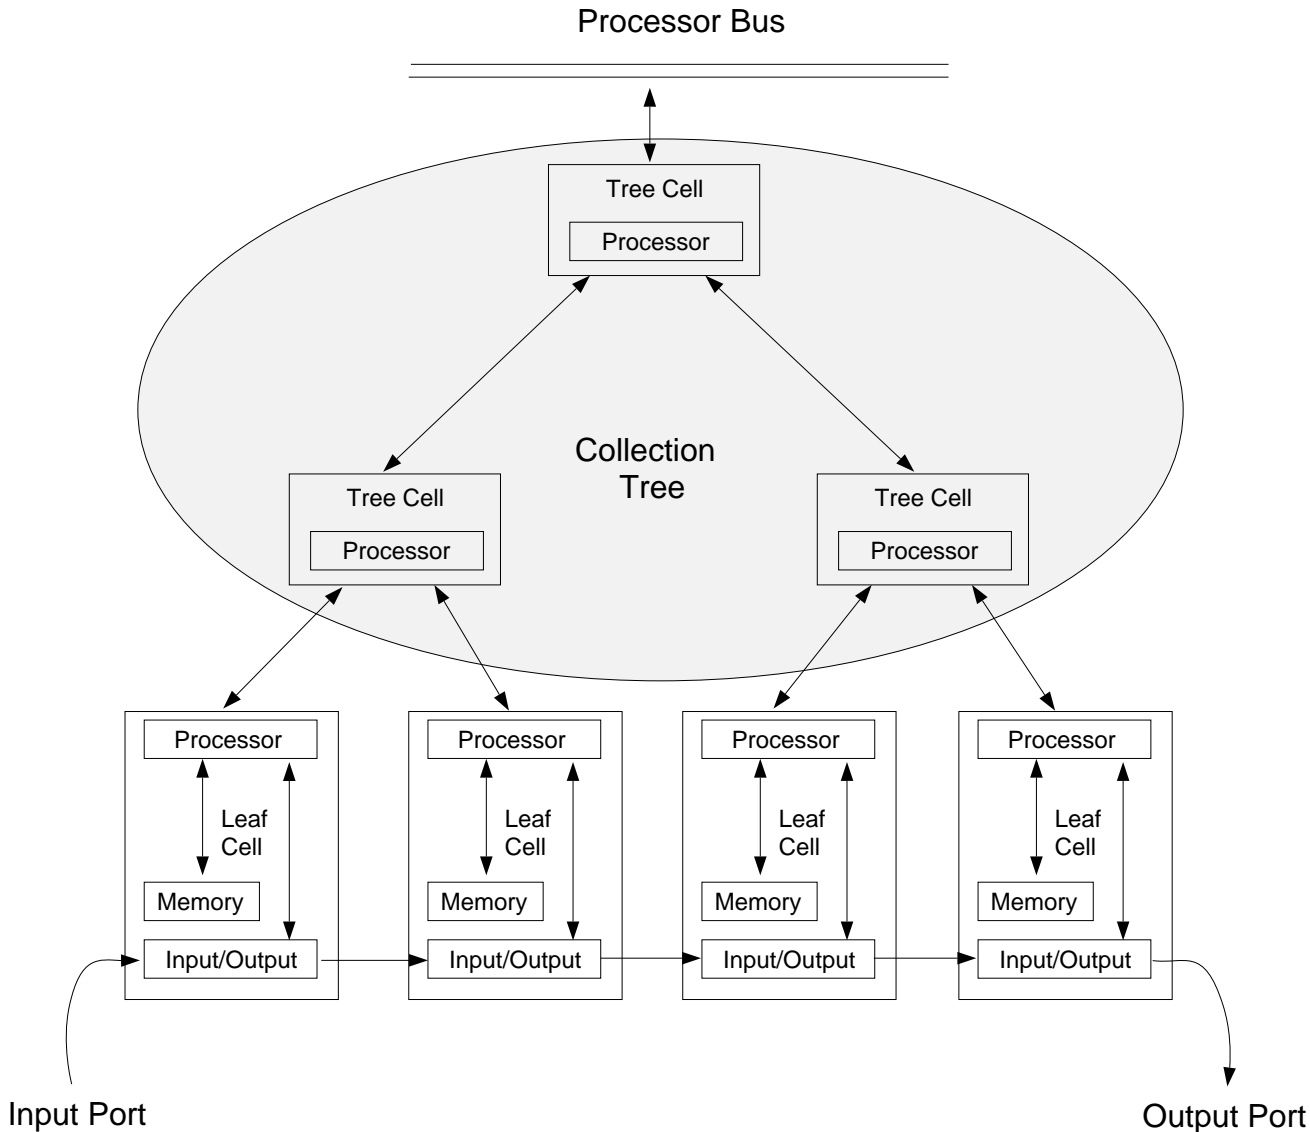 Processor Bus
Tree Cell
Processor
Collection
Tree
Tree Cell
Processor
Tree Cell
Processor
Processor
Leaf
Cell
Memory
Input/Output
Processor
Leaf
Cell
Memory
Input/Output
Processor
Leaf
Cell
Memory
Input/Output
Processor
Leaf
Cell
Memory
Input/Output
Input Port
Output Port